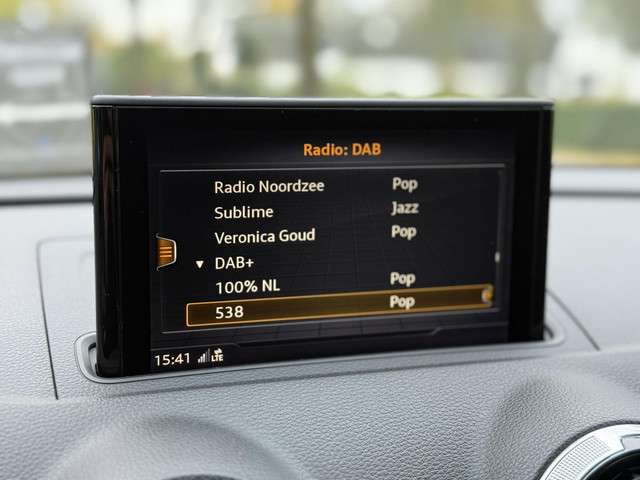 Radio: DAB
Radio Noordzee Pop
Sublime Jazz
Veronica Goud Pop
▼ DAB+
100% NL Pop
538 Pop
15:41 LTE